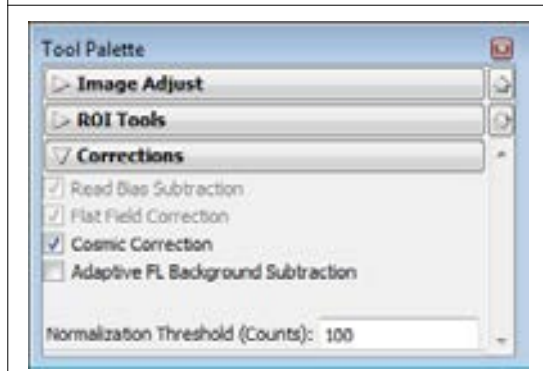 Tool Palette
Image Adjust
ROI Tools
Corrections
Read Bias Subtraction
Flat Field Correction
Cosmic Correction
Adaptive FL Background Subtraction
Normalization Threshold (Counts): 100